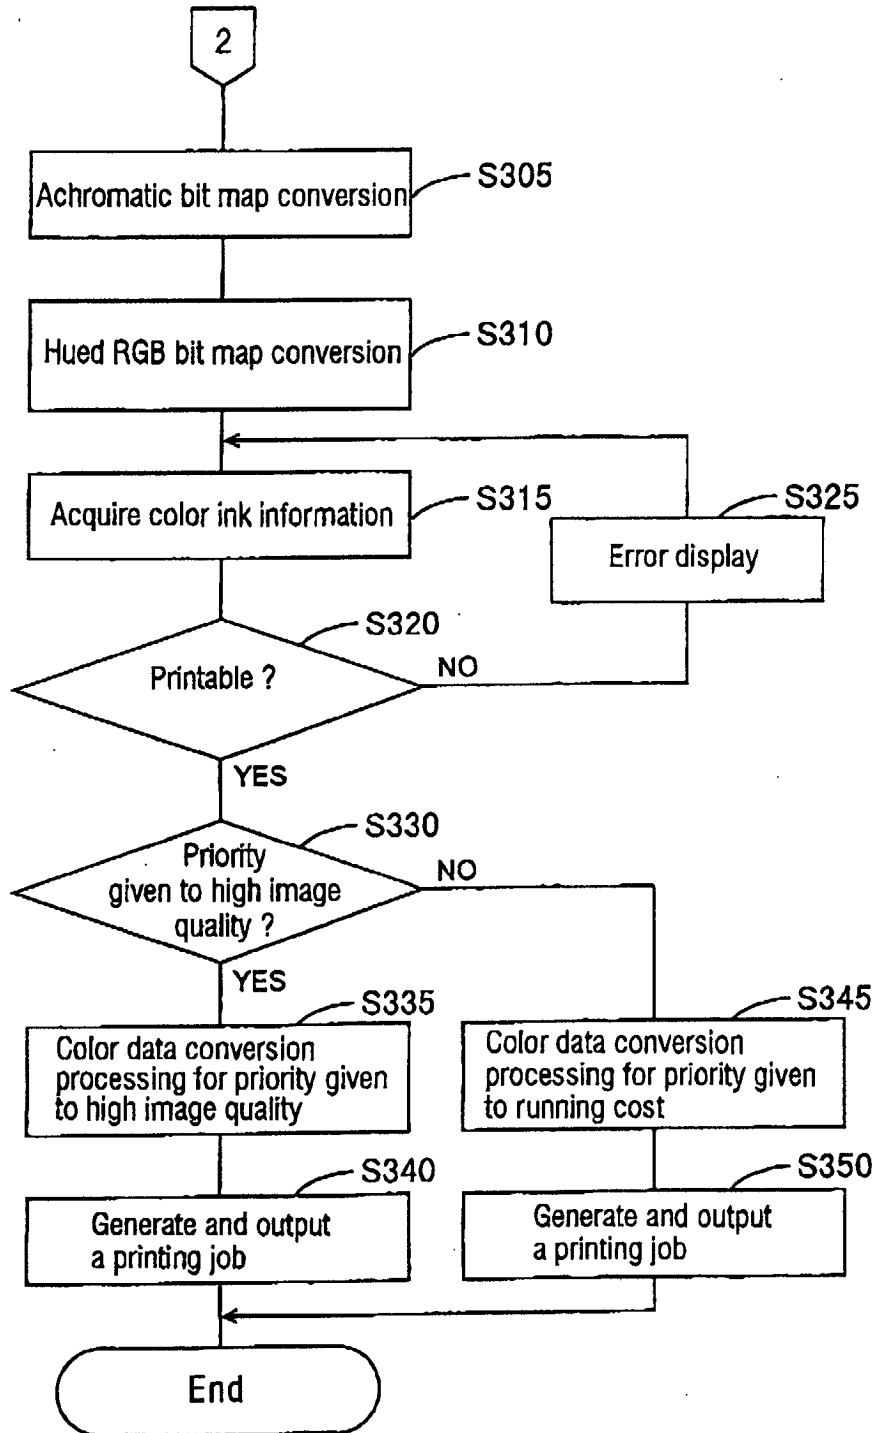 2
Achromatic bit map conversion
S305
Hued RGB bit map conversion
S310
Acquire color ink information
S315
S325
Error display
S320
Printable ?
NO
YES
S330
Priority
given to high image
quality ?
NO
YES
S335
Color data conversion
processing for priority given
to high image quality
S345
Color data conversion
processing for priority given
to running cost
S340
Generate and output
a printing job
S350
Generate and output
a printing job
End